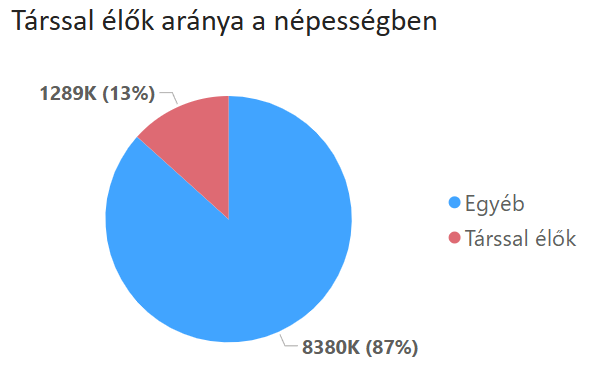 Társsal élők aránya a népességben
1289K (13%)
Egyéb
Társsal élők
8380K (87%)